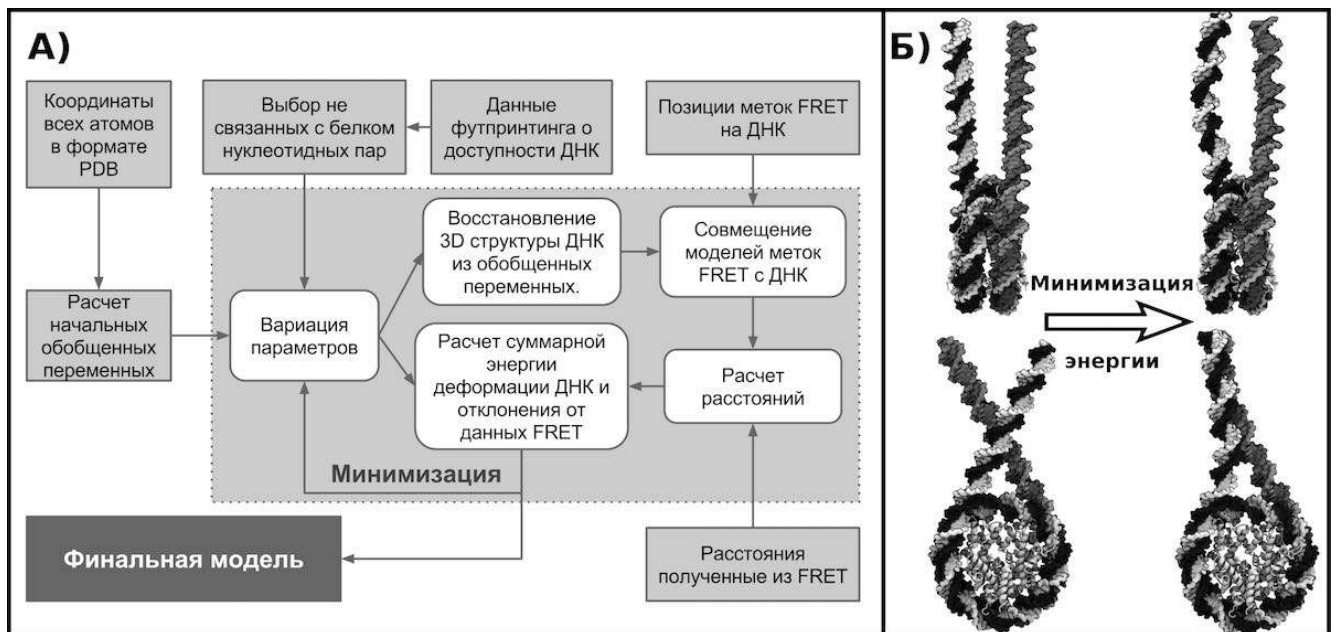 А)
Координаты
всех атомов
в формате
PDB
Выбор не
связанных с белком
нуклеотидных пар
Данные
футпринтинга о
доступности ДНК
Позиции меток FRET
на ДНК
Восстановление
3D структуры ДНК
из обобщенных
переменных.
Совмещение
моделей меток
FRET с ДНК
Расчет
начальных
обобщенных
переменных
Вариация
параметров
Расчет суммарной
энергии
деформации ДНК и
отклонения от
данных FRET
Расчет
расстояний
Минимизация
Финальная модель
Расстояния
полученные из FRET
Б)
Минимизация
энергии